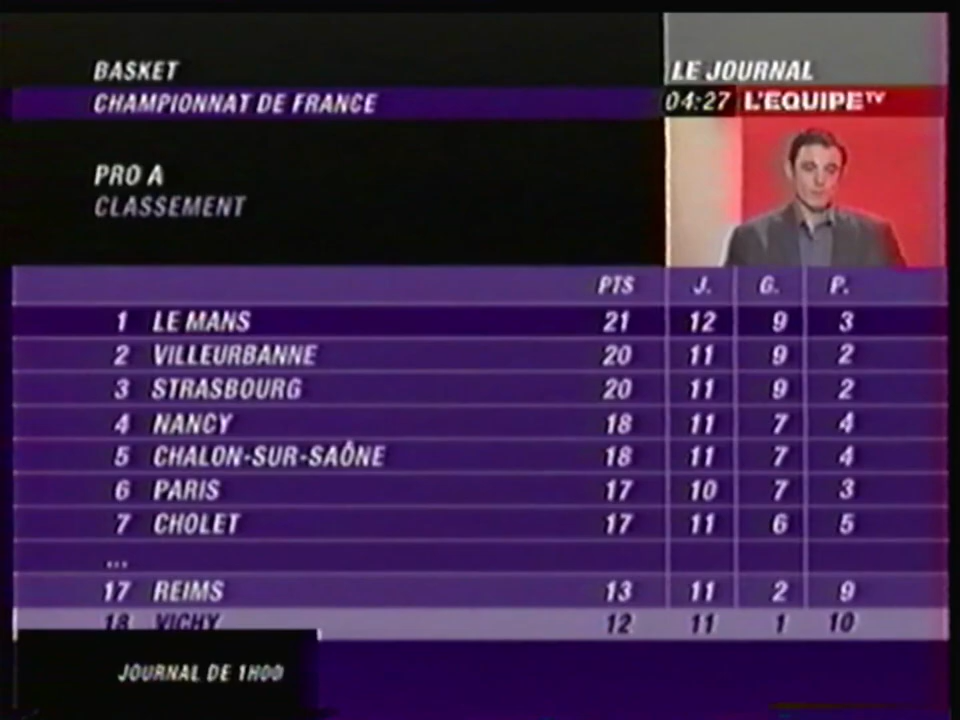 BASKET
LE JOURNAL
CHAMPIONNAT DE FRANCE
04:27 L'EQUIPE TV
PRO A
CLASSEMENT
PTS J. G. P.
1 LE MANS 21 12 9 3
2 VILLEURBANNE 20 11 9 2
3 STRASBOURG 20 11 9 2
4 NANCY 18 11 7 4
5 CHALON-SUR-SAÔNE 18 11 7 4
6 PARIS 17 10 7 3
7 CHOLET 17 11 6 5
...
17 REIMS 13 11 2 9
18 VICHY 12 11 1 10
JOURNAL DE 1H00